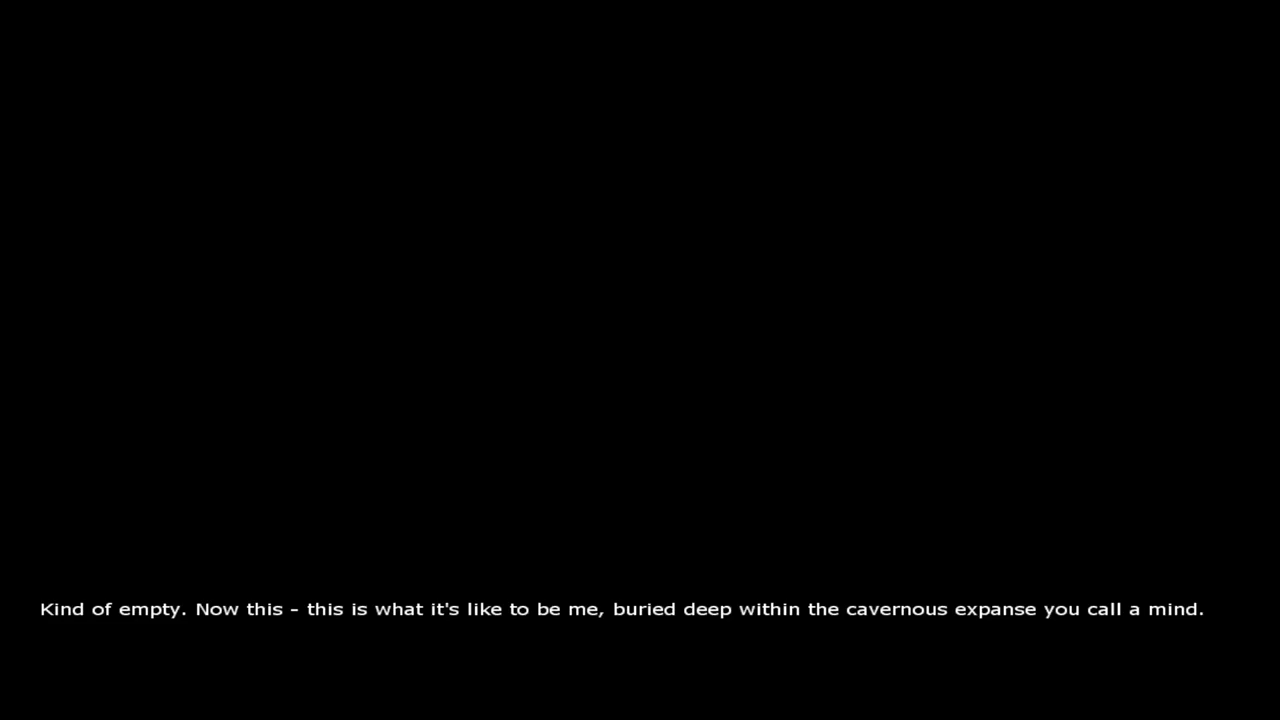 Kind of empty. Now this - this is what it's like to be me, buried deep within the cavernous expanse you call a mind.